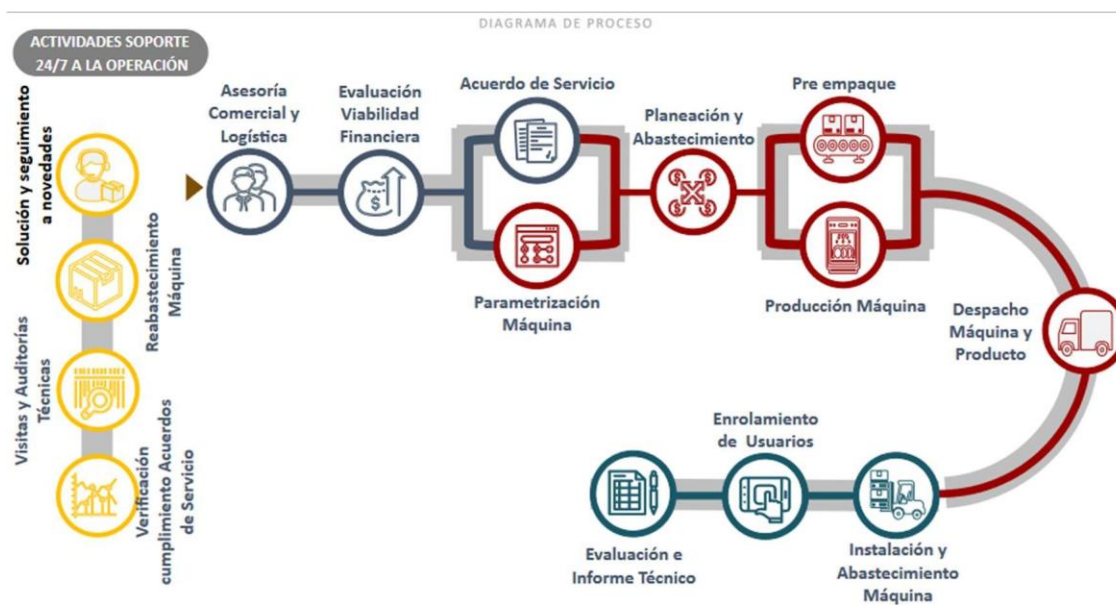 DIAGRAMA DE PROCESO
ACTIVIDADES SOPORTE
24/7 A LA OPERACIÓN
Solución y seguimiento
a novedades
Reabastecimiento
Máquina
Visitas y Auditorías
Técnicas
Verificación
cumplimiento Acuerdos
de Servicio
Asesoría
Comercial y
Logística
Evaluación
Viabilidad
Financiera
Acuerdo de Servicio
Parametrización
Máquina
Planeación y
Abastecimiento
Pre empaque
Producción Máquina
Despacho
Máquina y
Producto
Instalación y
Abastecimiento
Máquina
Enrolamiento
de Usuarios
Evaluación e
Informe Técnico